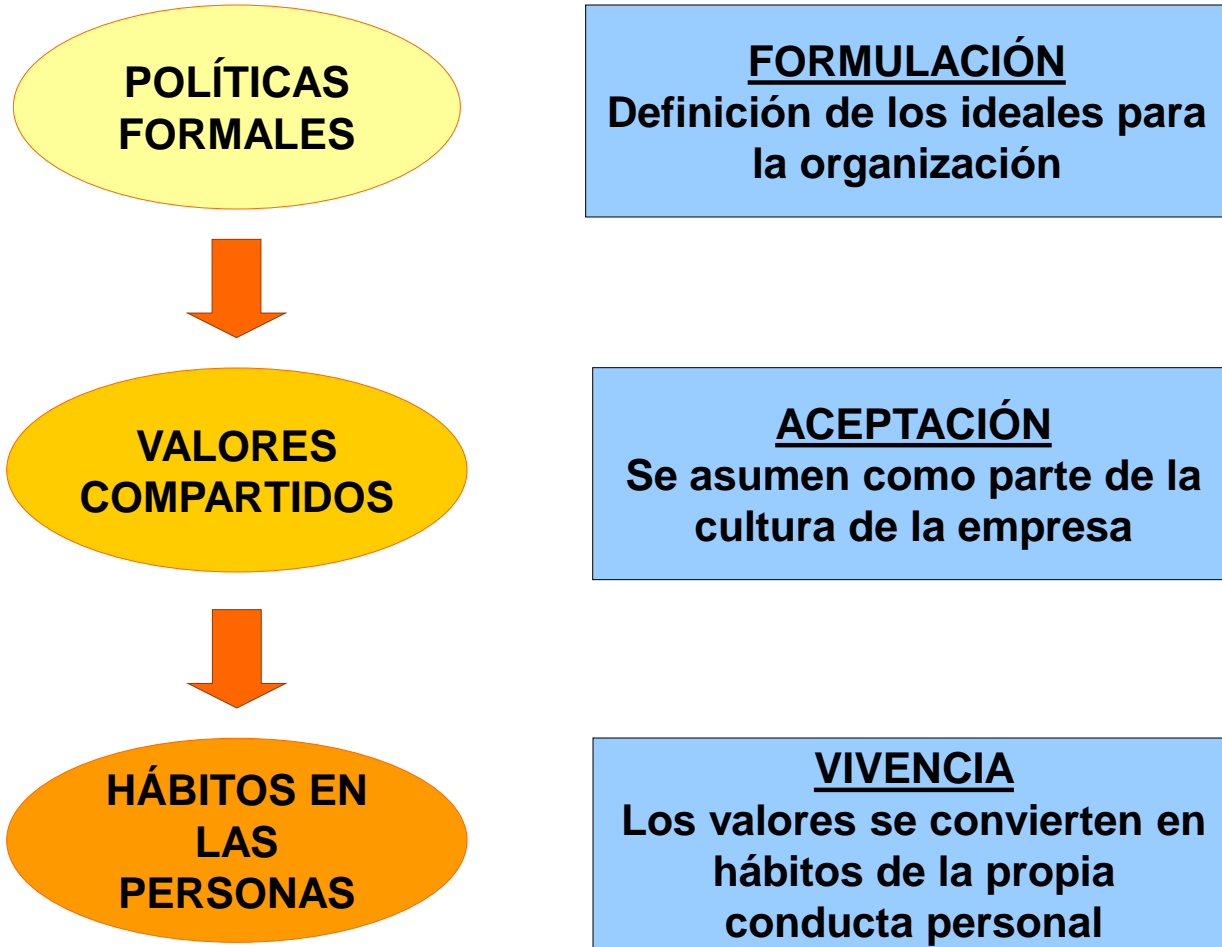 POLÍTICAS
FORMALES
FORMULACIÓN
Definición de los ideales para
la organización
VALORES
COMPARTIDOS
ACEPTACIÓN
Se asumen como parte de la
cultura de la empresa
HÁBITOS EN
LAS
PERSONAS
VIVENCIA
Los valores se convierten en
hábitos de la propia
conducta personal